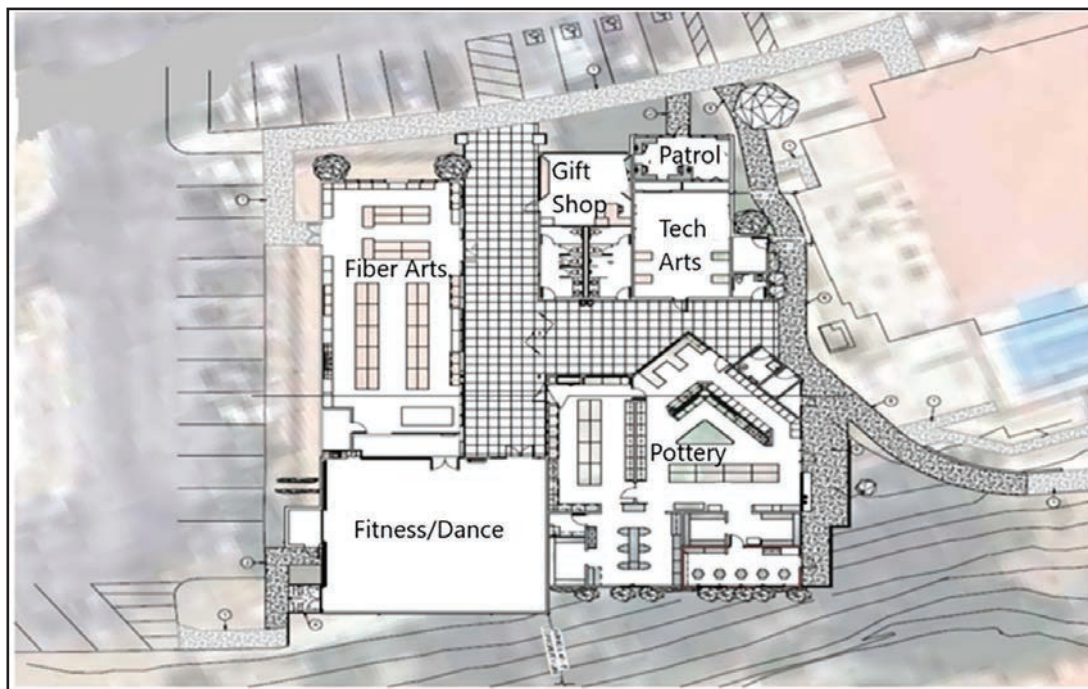 Patrol
Gift
Shop
Tech
Arts
Fiber Arts
Pottery
Fitness/Dance